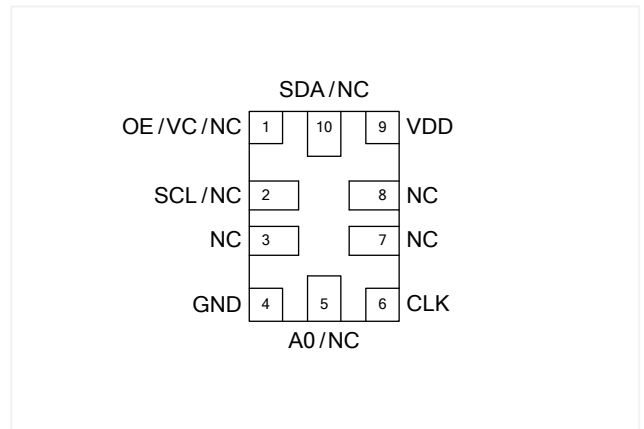 SDA/NC
OE/VC/NC 1 10 9 VDD
SCL/NC 2 8 NC
NC 3 7 NC
GND 4 5 6 CLK
A0/NC